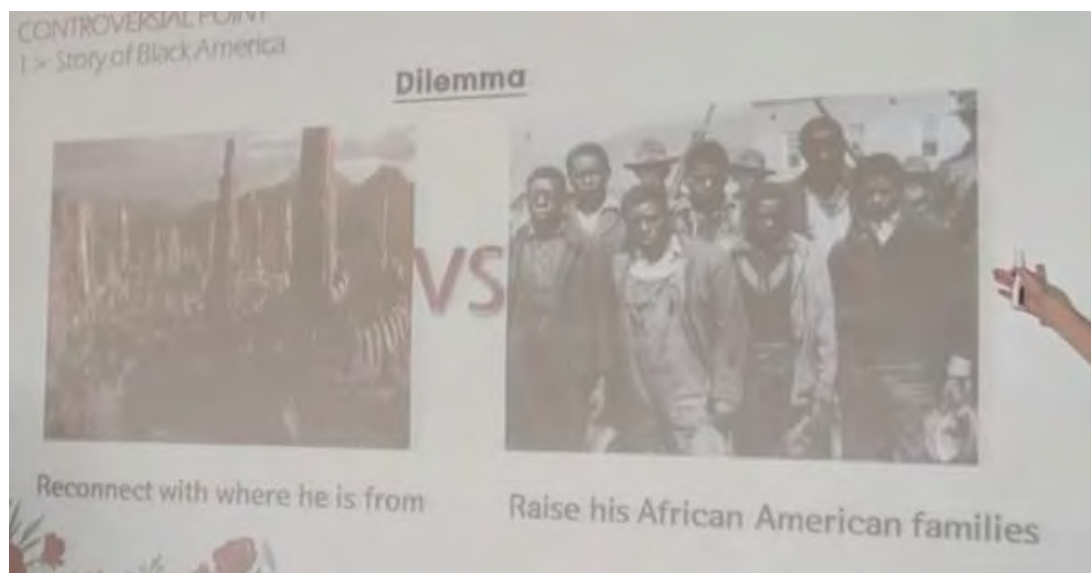 CONTROVERSIAL POINT
1 > Story of Black America
Dilemma
VS
Reconnect with where he is from
Raise his African American families